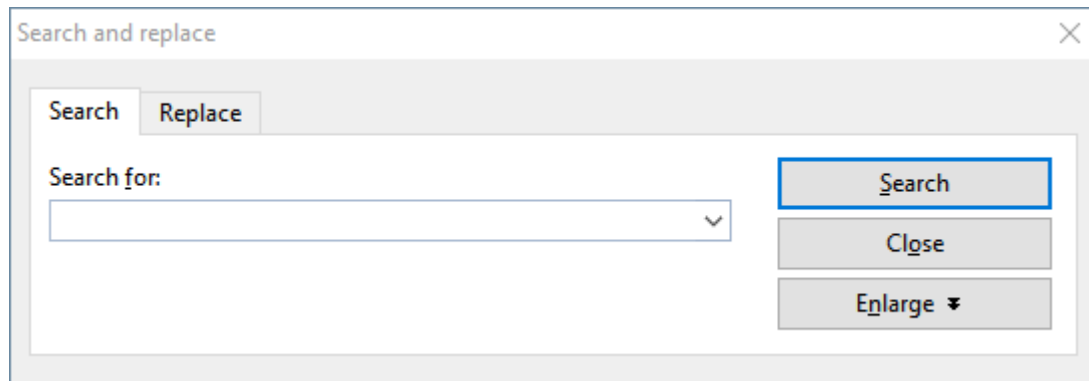 Search and replace
Search Replace
Search for:
Search
Close
Enlarge